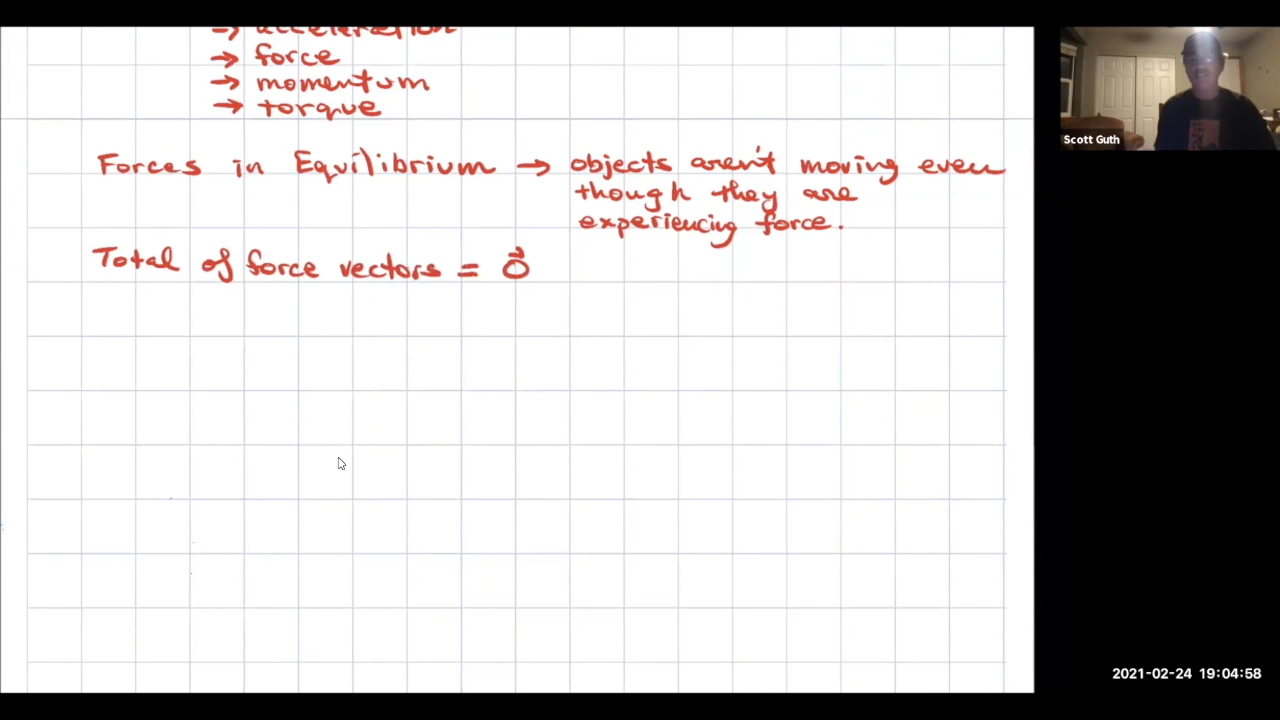 → acceleration
→ force
→ momentum
→ torque
Forces in Equilibrium → objects aren't moving even
though they are
experiencing force.
Total of force vectors = 0⃗
Scott Guth
2021-02-24 19:04:58